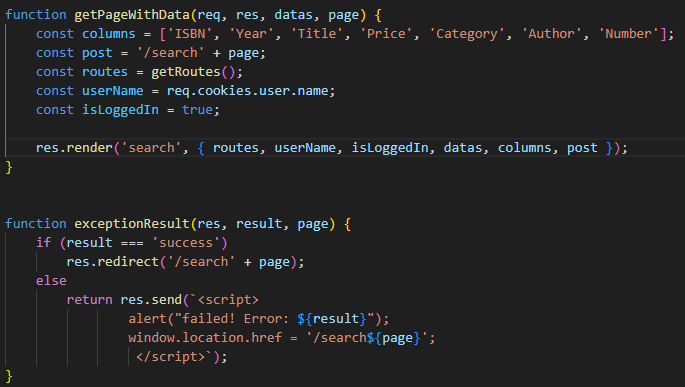 function getPageWithData(req, res, datas, page) {
    const columns = ['ISBN', 'Year', 'Title', 'Price', 'Category', 'Author', 'Number'];
    const post = '/search' + page;
    const routes = getRoutes();
    const userName = req.cookies.user.name;
    const isLoggedIn = true;

    res.render('search', { routes, userName, isLoggedIn, datas, columns, post });
}

function exceptionResult(res, result, page) {
    if (result === 'success')
        res.redirect('/search' + page);
    else
        return res.send(`<script>
                alert("failed! Error: ${result}");
                window.location.href = '/search${page}';
                 </script>`);
}